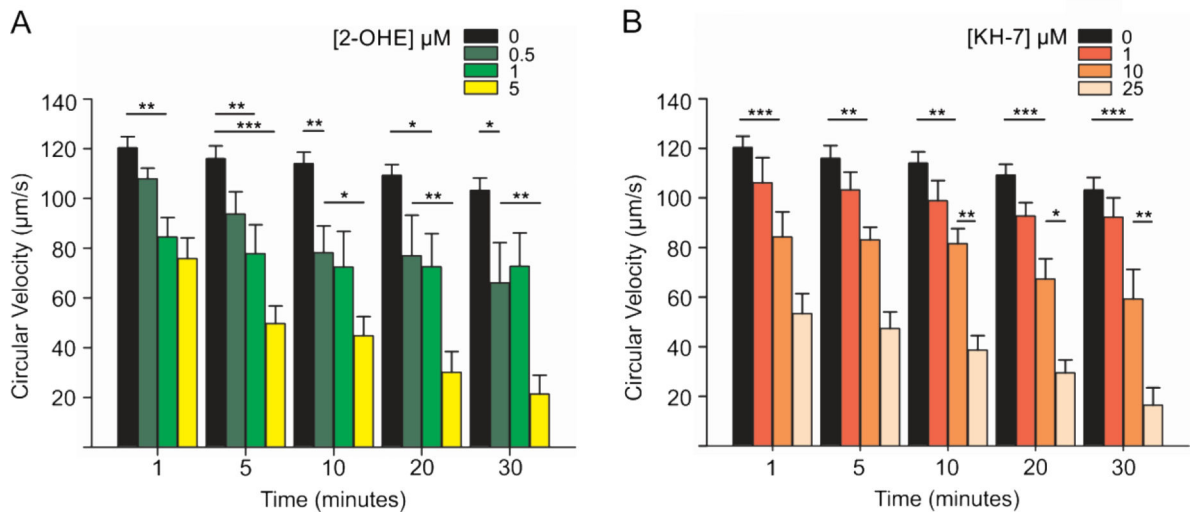 A
[2-OHE] µM
0
0.5
1
5
Circular Velocity (µm/s)
140
120
100
80
60
40
20
** ** ** * *
***
* ** **
1 5 10 20 30
Time (minutes)
B
[KH-7] µM
0
1
10
25
Circular Velocity (µm/s)
140
120
100
80
60
40
20
*** ** ** *** ***
** * **
1 5 10 20 30
Time (minutes)